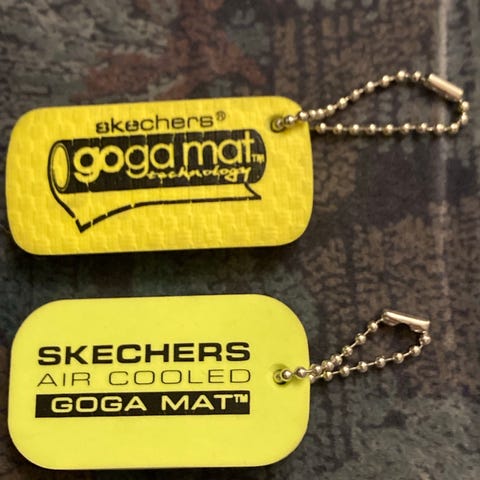 skechers®
goga mat™
technology
SKECHERS
AIR COOLED
GOGA MAT™